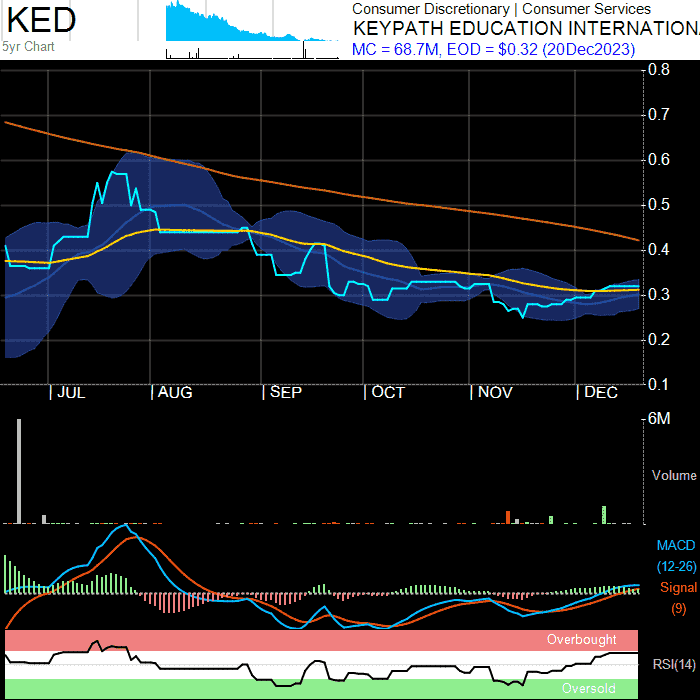 KED
5yr Chart
Consumer Discretionary | Consumer Services
KEYPATH EDUCATION INTERNATIONA
MC = 68.7M, EOD = $0.32 (20Dec2023)
0.8
0.7
0.6
0.5
0.4
0.3
0.2
0.1
| JUL | AUG | SEP | OCT | NOV | DEC
6M
Volume
MACD
(12-26)
Signal
(9)
Overbought
RSI(14)
Oversold